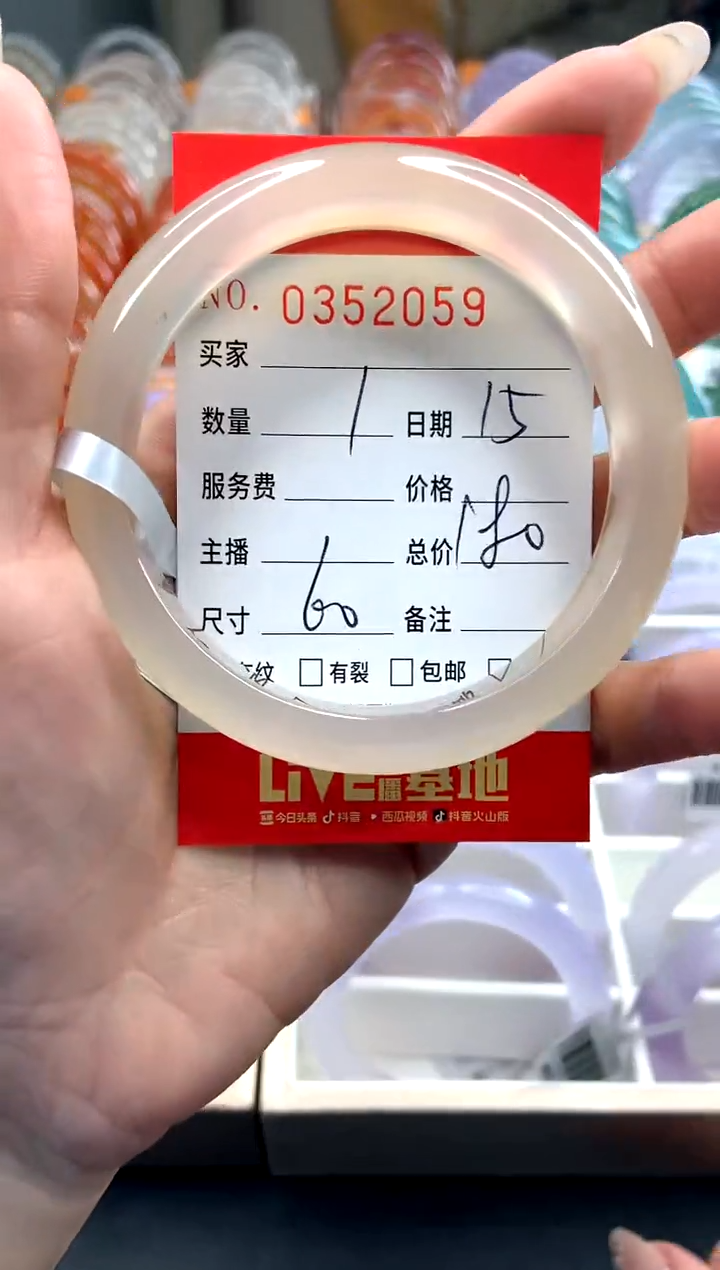 NO. 0352059
买家
数量 1 日期 15
服务费 价格
主播 总价 180
尺寸 60 备注
纹 有裂 包邮
LiVE 播 基地
今日头条 抖音 西瓜视频 抖音火山版